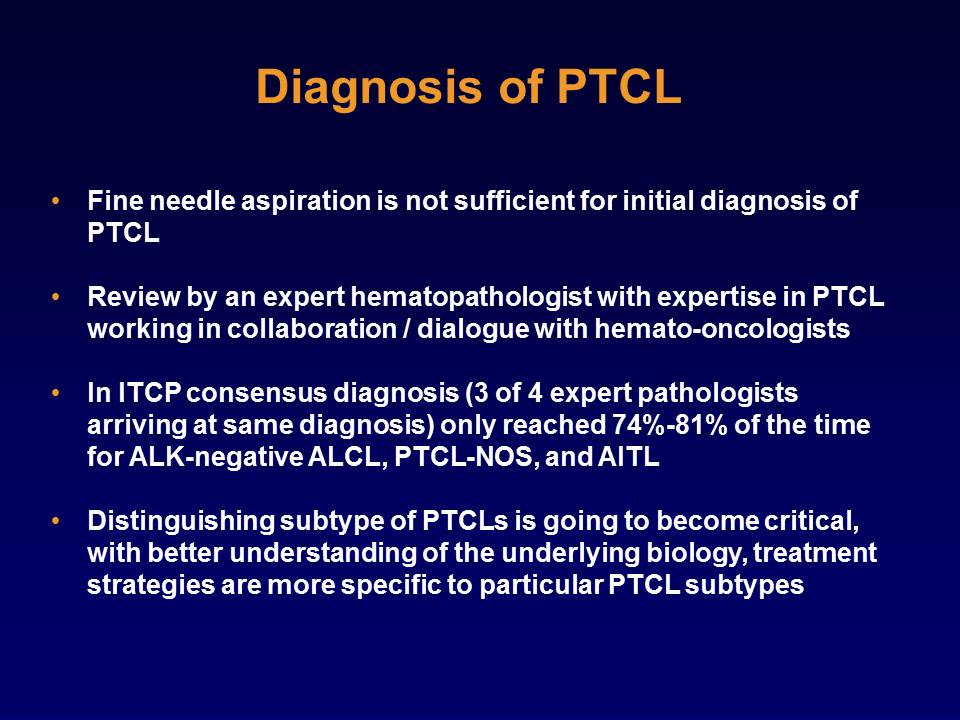 Diagnosis of PTCL
• Fine needle aspiration is not sufficient for initial diagnosis of
PTCL
• Review by an expert hematopathologist with expertise in PTCL
working in collaboration / dialogue with hemato-oncologists
• In ITCP consensus diagnosis (3 of 4 expert pathologists
arriving at same diagnosis) only reached 74%-81% of the time
for ALK-negative ALCL, PTCL-NOS, and AITL
• Distinguishing subtype of PTCLs is going to become critical,
with better understanding of the underlying biology, treatment
strategies are more specific to particular PTCL subtypes